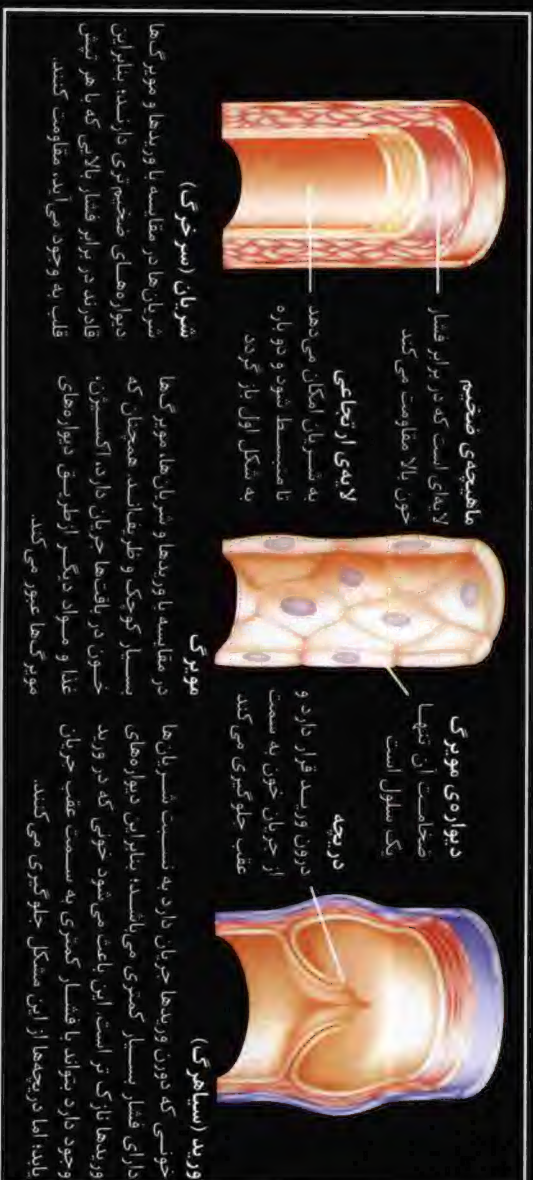 ماهیچه‌ی ضخیم
لایه‌ای است که در برابر فشار
خون بالا مقاومت می‌کند
لایه‌ی ارتجاعی
به شریان امکان می‌دهد
تا منبسط شود و دوباره
به شکل اول باز گردد
شریان (سرخرگ)
شریان‌ها در مقایسه با وریدها و مویرگ‌ها
دیواره‌های ضخیم‌تری دارند؛ بنابراین
قادرند در برابر فشار بالایی که با هر تپش
قلب به وجود می‌آید، مقاومت کنند.
دیواره‌ی مویرگ
ضخامت آن تنها
یک سلول است
مویرگ
در مقایسه با وریدها و شریان‌ها، مویرگ‌ها
بسیار کوچک و ظریف‌اند. همچنان که
خون در بافت‌ها جریان دارد، اکسیژن،
غذا و مواد دیگر از طریق دیواره‌های
مویرگ‌ها عبور می‌کند.
دریچه
درون ورید قرار دارد و
از جریان خون به سمت
عقب جلوگیری می‌کند
ورید (سیاهرگ)
خونی که دورن وریدها جریان دارد به نسبت شریان‌ها
دارای فشار بسیار کمتری می‌باشد؛ بنابراین دیواره‌های
وریدها نازک تر است. این باعث می‌شود خونی که در ورید
وجود دارد بتواند با فشار کمتری به سمت عقب جریان
یابد؛ اما دریچه‌ها از این مشکل جلوگیری می‌کنند.